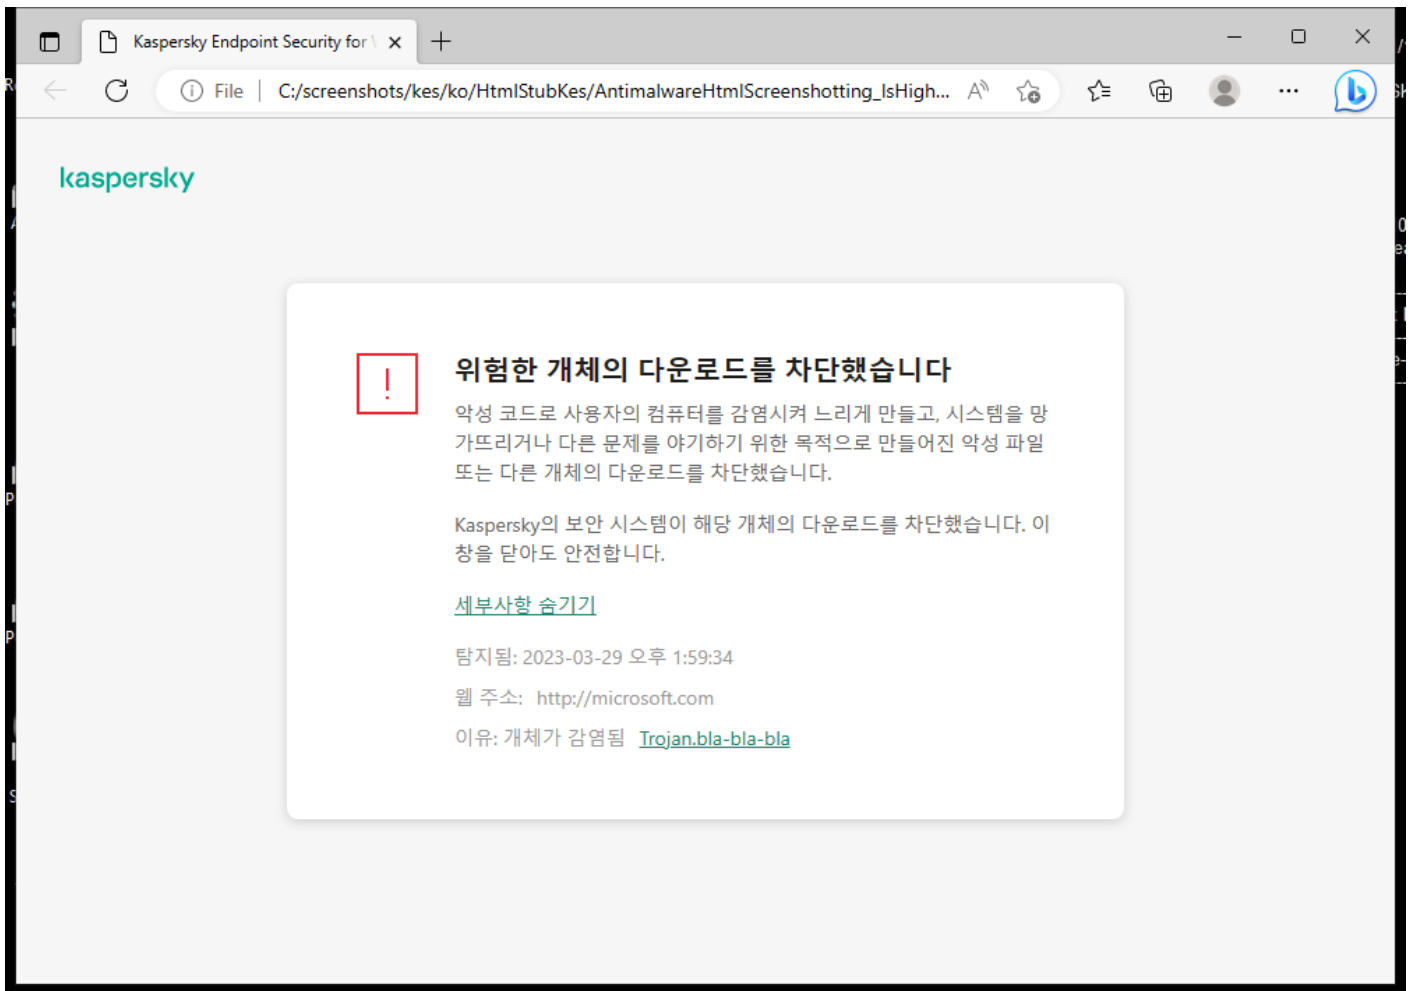 Kaspersky Endpoint Security for
File
C:/screenshots/kes/ko/HtmlStubKes/AntimalwareHtmlScreenshotting_IsHigh...
kaspersky
위험한 개체의 다운로드를 차단했습니다
악성 코드로 사용자의 컴퓨터를 감염시켜 느리게 만들고, 시스템을 망
가뜨리거나 다른 문제를 야기하기 위한 목적으로 만들어진 악성 파일
또는 다른 개체의 다운로드를 차단했습니다.
Kaspersky의 보안 시스템이 해당 개체의 다운로드를 차단했습니다. 이
창을 닫아도 안전합니다.
세부사항 숨기기
탐지됨: 2023-03-29 오후 1:59:34
웹 주소: http://microsoft.com
이유: 개체가 감염됨 Trojan.bla-bla-bla